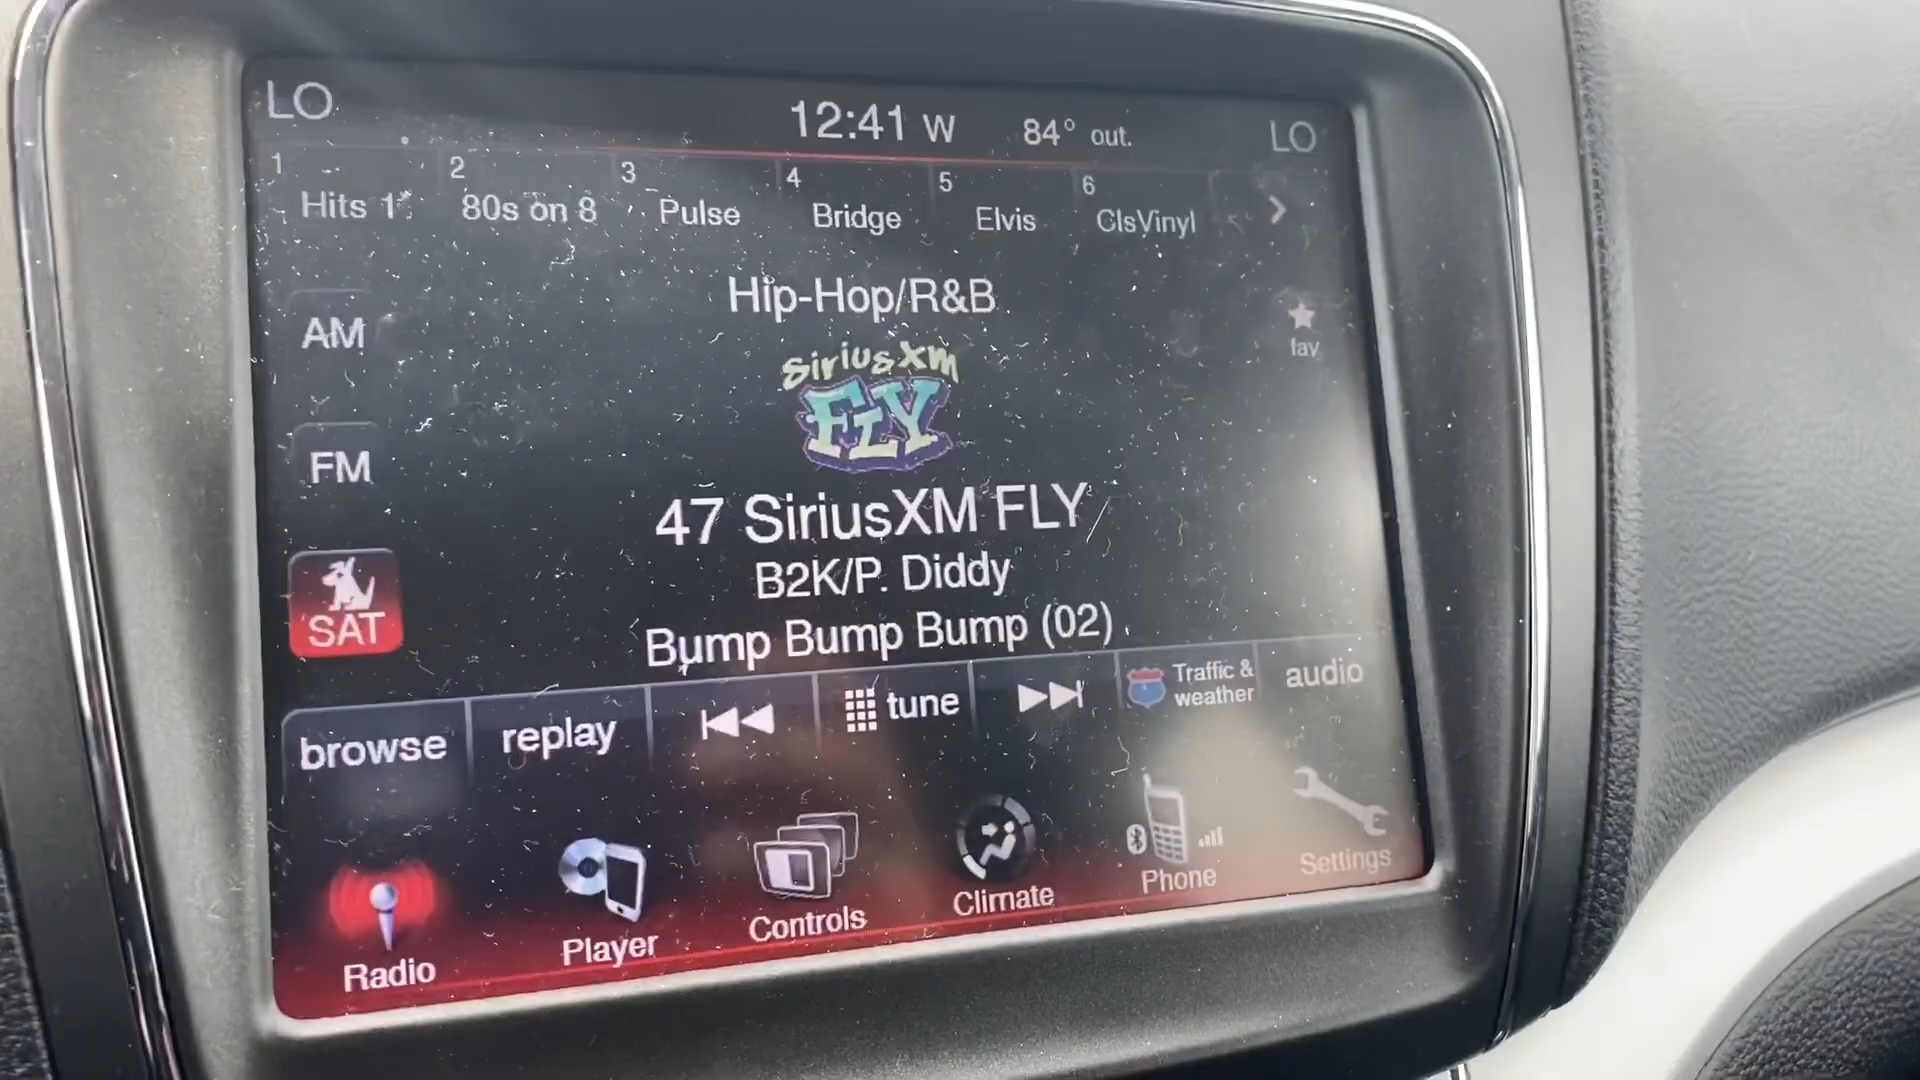 LO 12:41 W 84° out. LO
1 2 3 4 5 6
Hits 1 80s on 8 Pulse Bridge Elvis ClsVinyl
Hip-Hop/R&B
AM
fav
SiriusXM
FLY
FM
47 SiriusXM FLY
B2K/P. Diddy
SAT
Bump Bump Bump (02)
browse replay tune Traffic & weather audio
Radio Player Controls Climate Phone Settings